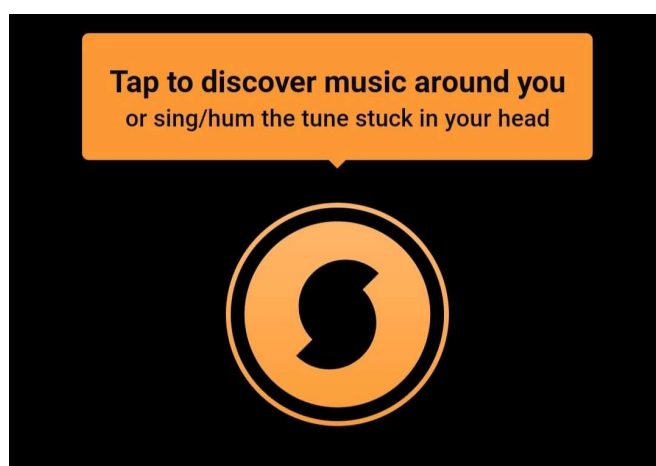 Tap to discover music around you
or sing/hum the tune stuck in your head